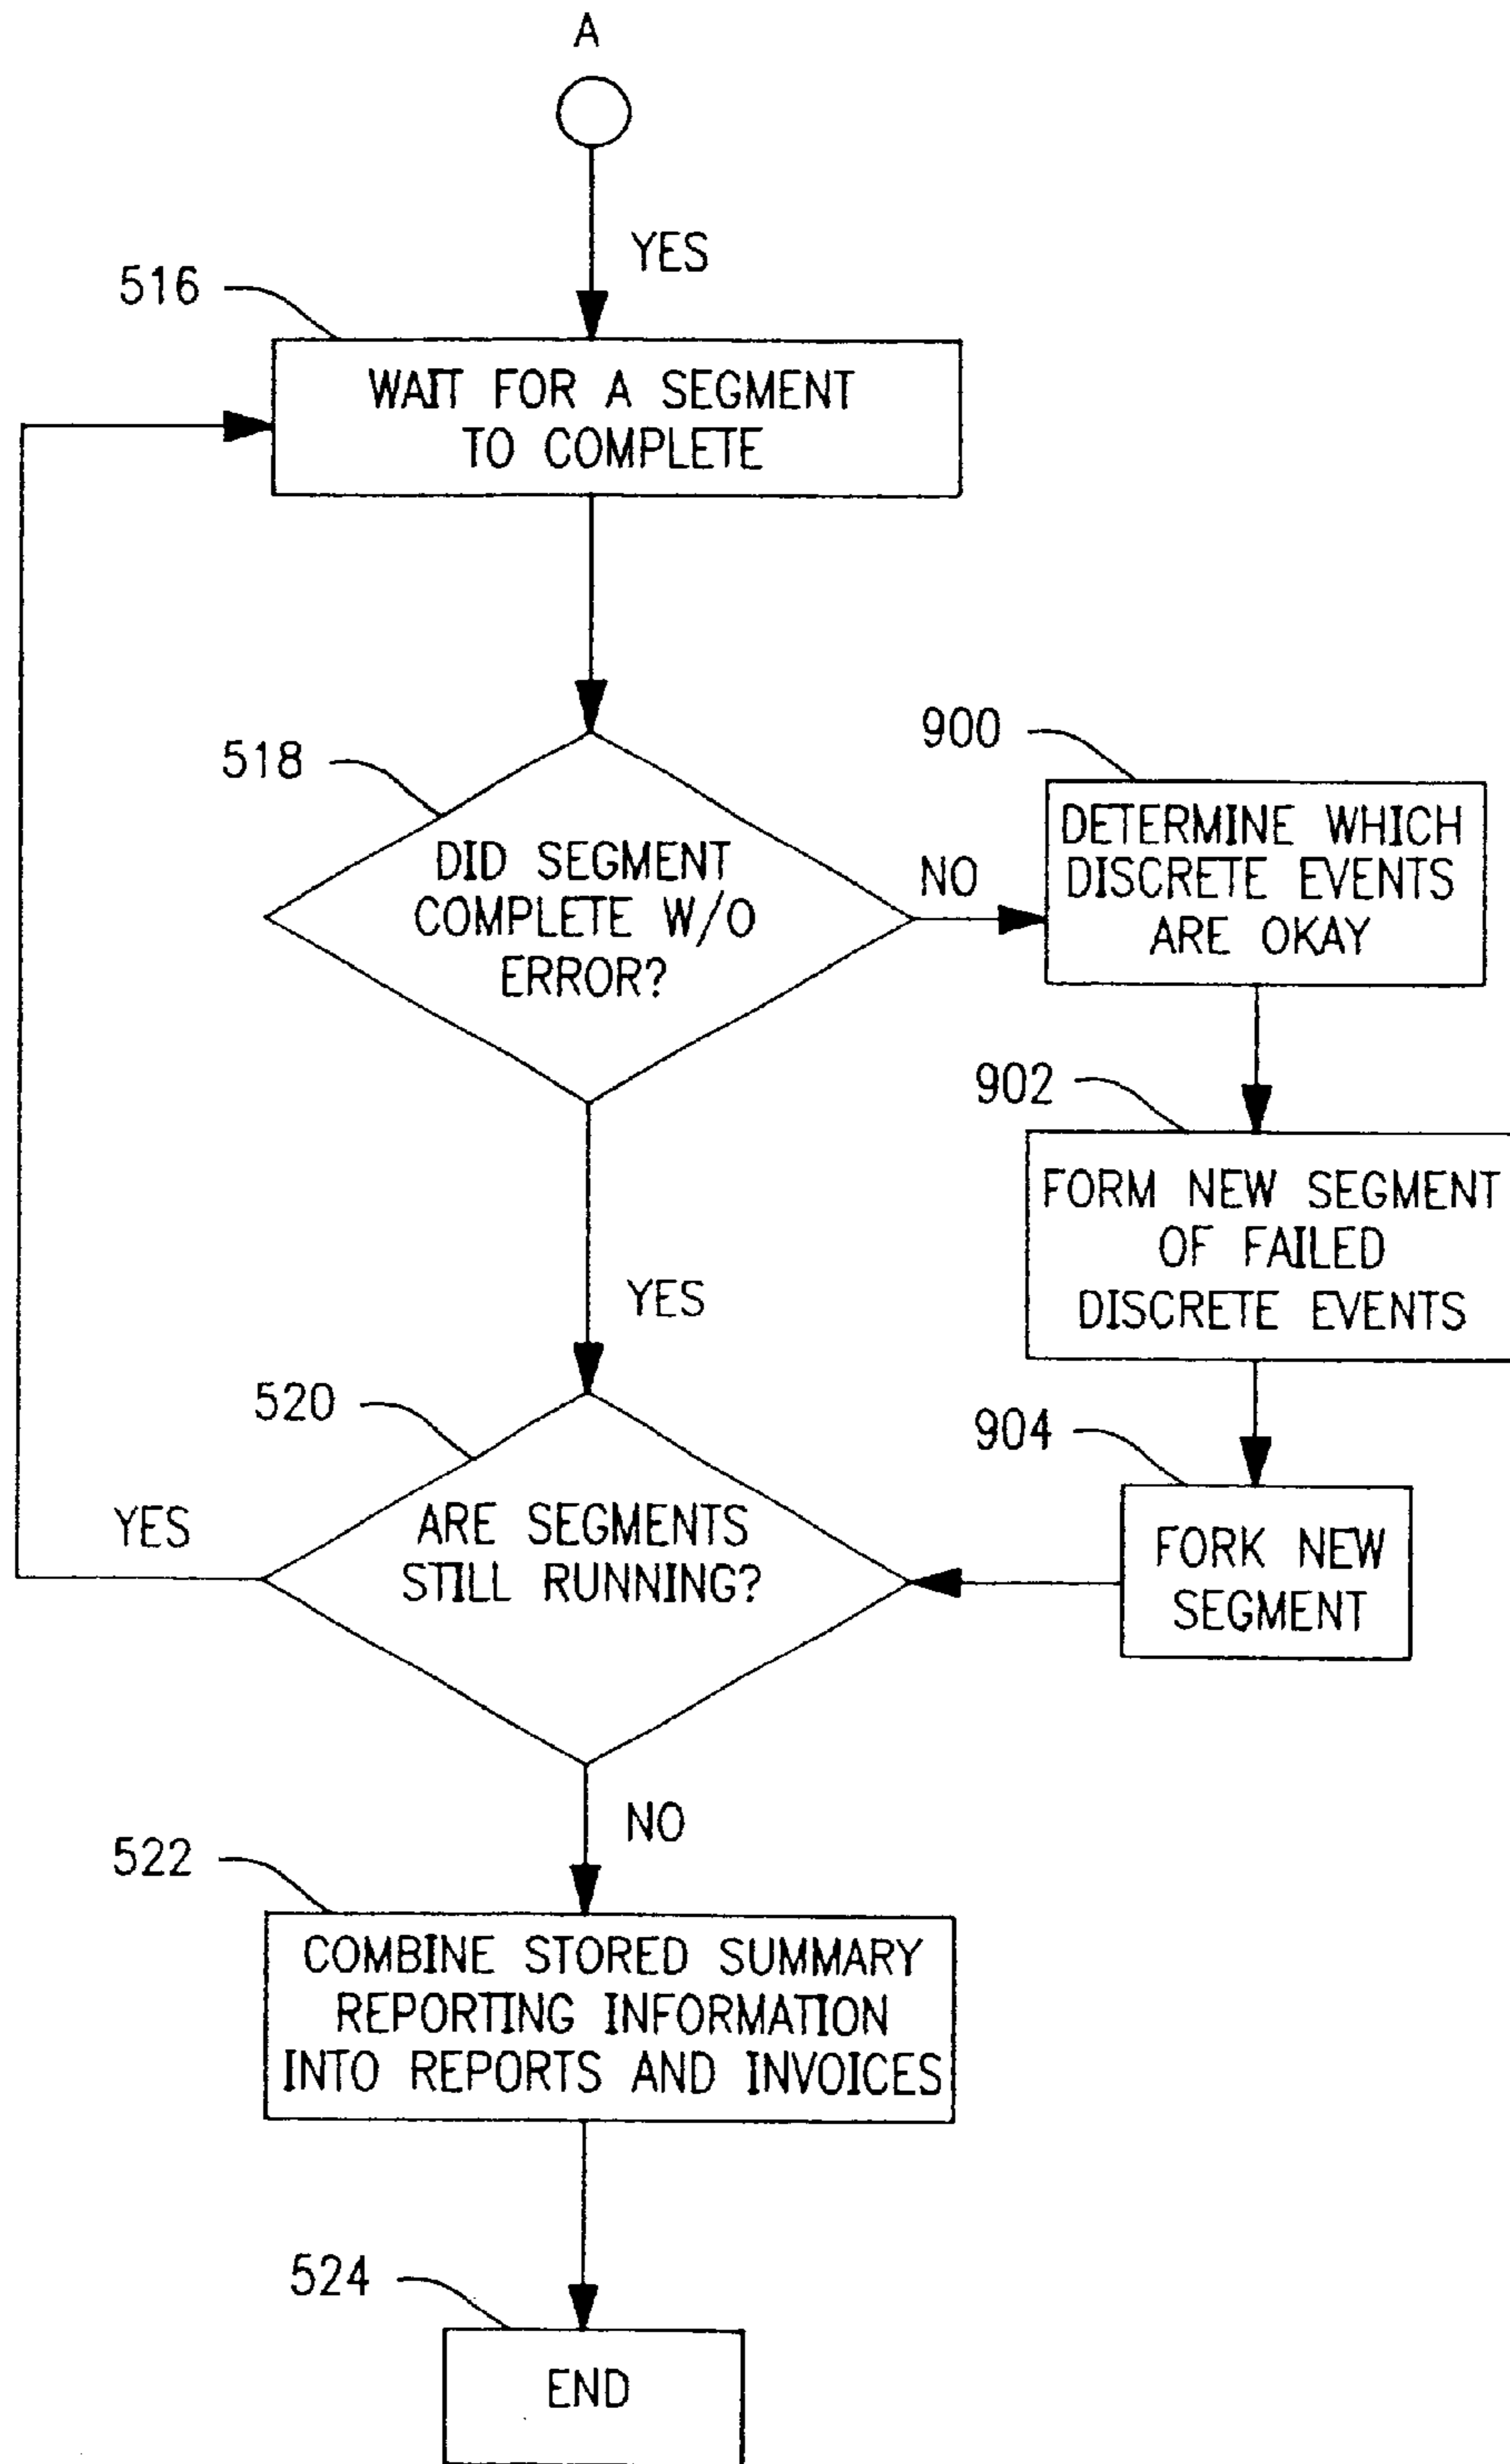 A
YES
516
WAIT FOR A SEGMENT
TO COMPLETE
518
DID SEGMENT
COMPLETE W/O
ERROR?
NO
900
DETERMINE WHICH
DISCRETE EVENTS
ARE OKAY
902
FORM NEW SEGMENT
OF FAILED
DISCRETE EVENTS
YES
520
904
ARE SEGMENTS
STILL RUNNING?
YES
FORK NEW
SEGMENT
NO
522
COMBINE STORED SUMMARY
REPORTING INFORMATION
INTO REPORTS AND INVOICES
524
END